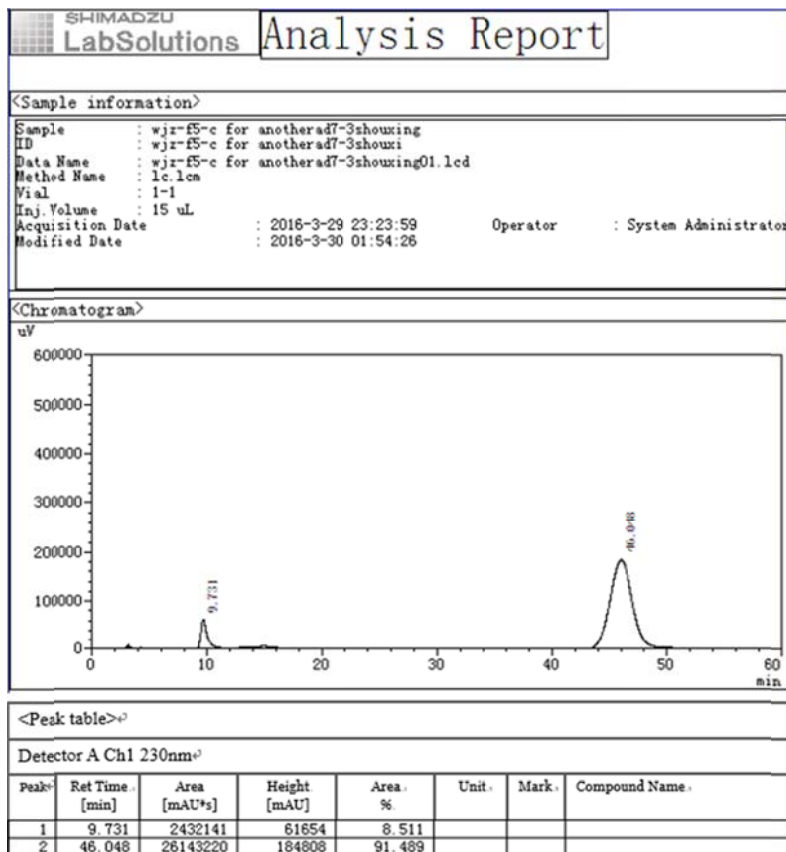 SHIMADZU
LabSolutions Analysis Report
<Sample information>
Sample : wjz-f5-c for anotherad7-3shouxing
ID : wjz-f5-c for anotherad7-3shouxi
Data Name : wjz-f5-c for anotherad7-3shouxing01.lcd
Method Name : lc.lcm
Vial : 1-1
Inj.Volume : 15 uL
Acquisition Date : 2016-3-29 23:23:59 Operator : System Administrator
Modified Date : 2016-3-30 01:54:26
<Chromatogram>
uV
600000
500000
400000
300000
200000
100000
0
9.731
46.048
0 10 20 30 40 50 60
min
<Peak table>↵
Detector A Ch1 230nm↵
Peak Ret Time Area Height Area Unit Mark Compound Name
[min] [mAU*s] [mAU] %
1 9.731 2432141 61654 8.511
2 46.048 26143220 184808 91.489